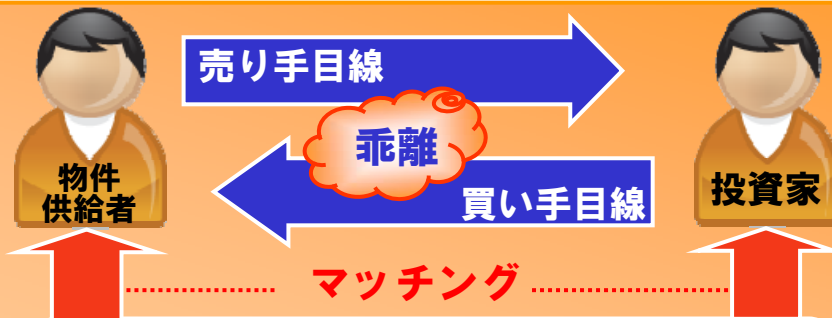 売り手目線
乖離
物件
供給者
買い手目線
投資家
マッチング